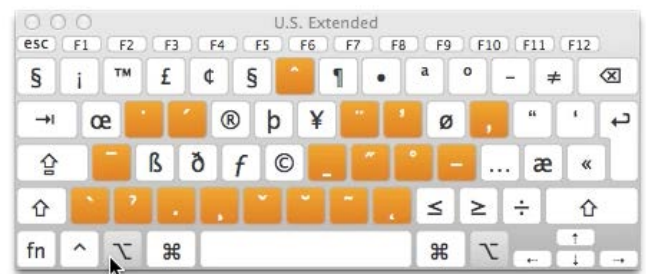 U.S. Extended
esc F1 F2 F3 F4 F5 F6 F7 F8 F9 F10 F11 F12
§ ¡ ™ £ ¢ § ˆ ¶ • ª º – ≠ ⌫
⇥ œ ˙ ´ ® þ ¥ ¨ ʼ ø , “ ‘ ↩
⇪ ¯ ß ð ƒ © _ ˝ ° - … æ «
⇧ ` ̉ . ¸ ˇ ˘ ˜ ˛ ≤ ≥ ÷ ⇧
fn ^ ⌥ ⌘ ⌘ ⌥ ← ↑ ↓ →